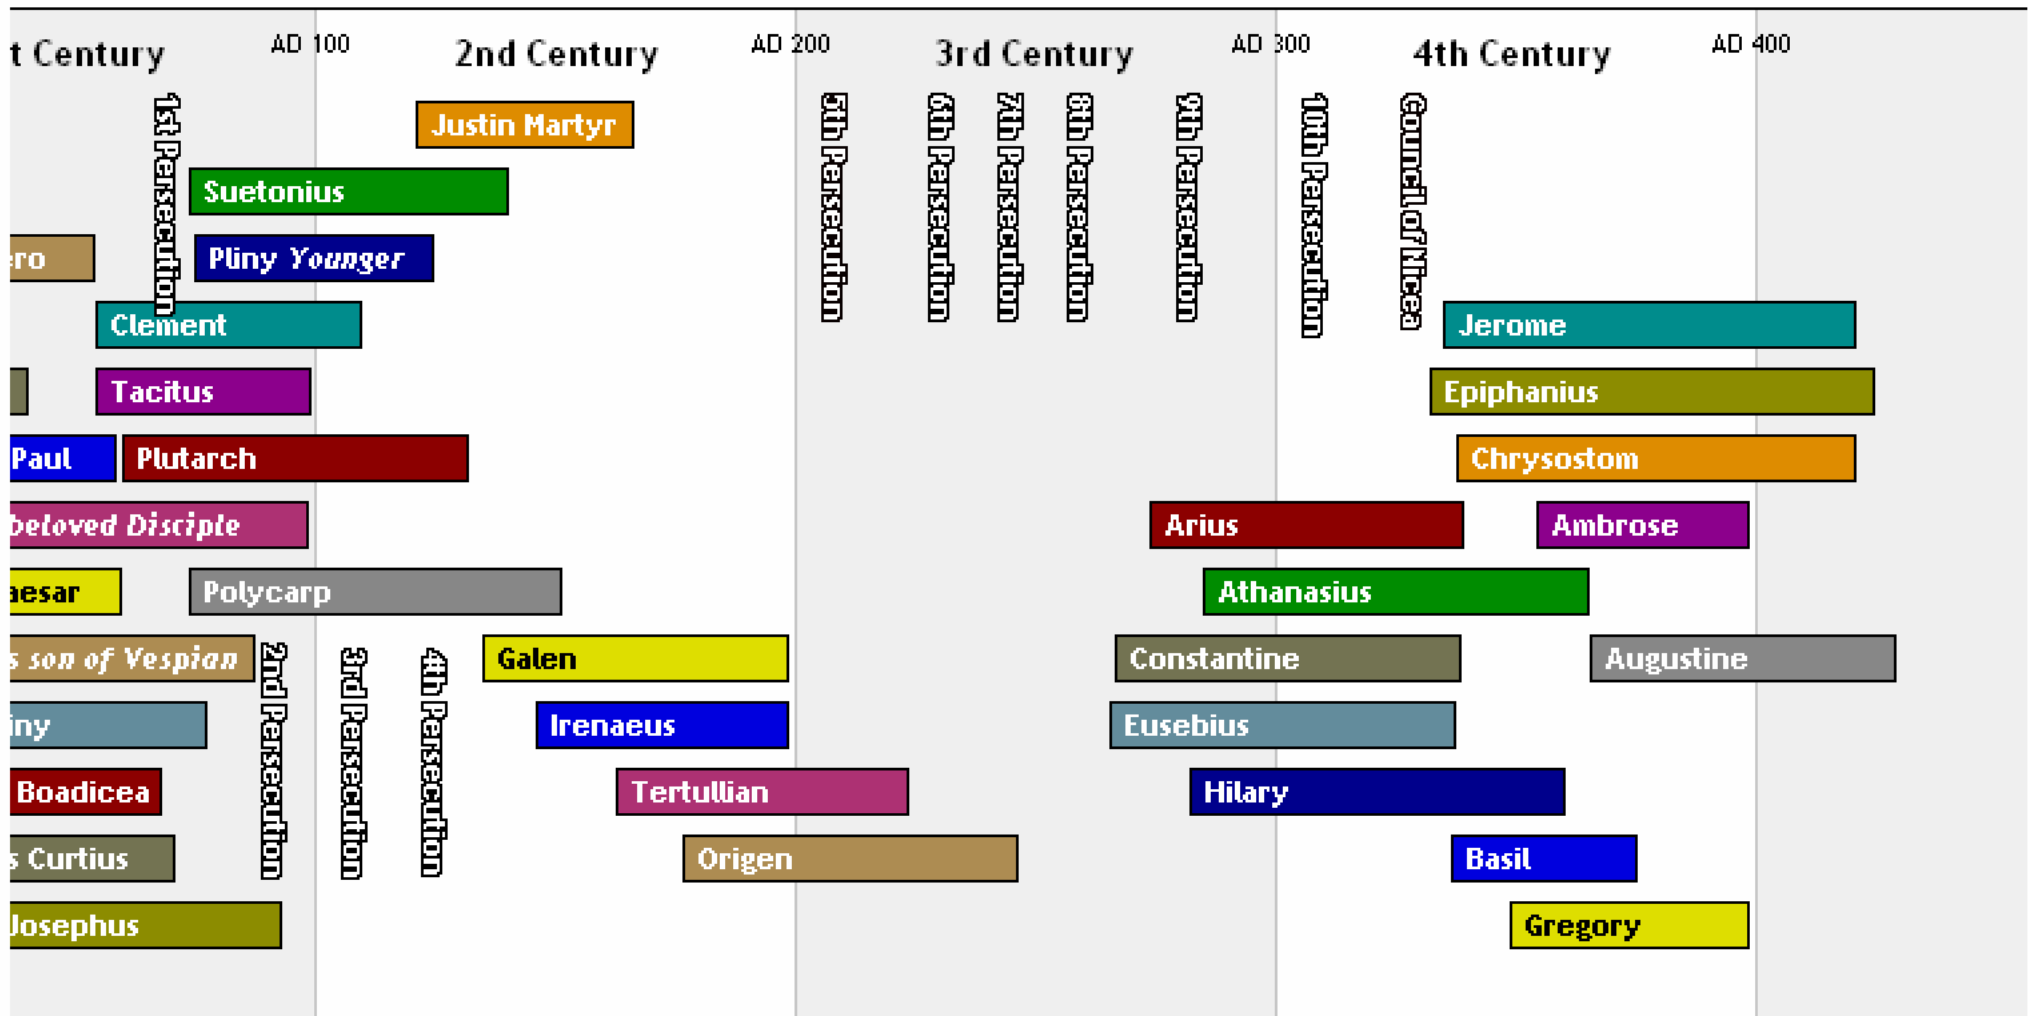 t Century
AD 100
2nd Century
AD 200
3rd Century
AD 300
4th Century
AD 400
1st Persecution
Justin Martyr
5th Persecution
6th Persecution
7th Persecution
8th Persecution
9th Persecution
10th Persecution
Council of Nicea
Suetonius
ero
Pliny Younger
Clement
Jerome
Tacitus
Epiphanius
Paul
Plutarch
Chrysostom
beloved Disciple
Arius
Ambrose
aesar
Polycarp
Athanasius
s son of Vespian
2nd Persecution
3rd Persecution
4th Persecution
Galen
Constantine
Augustine
iny
Irenaeus
Eusebius
Boadicea
Tertullian
Hilary
s Curtius
Origen
Basil
Josephus
Gregory